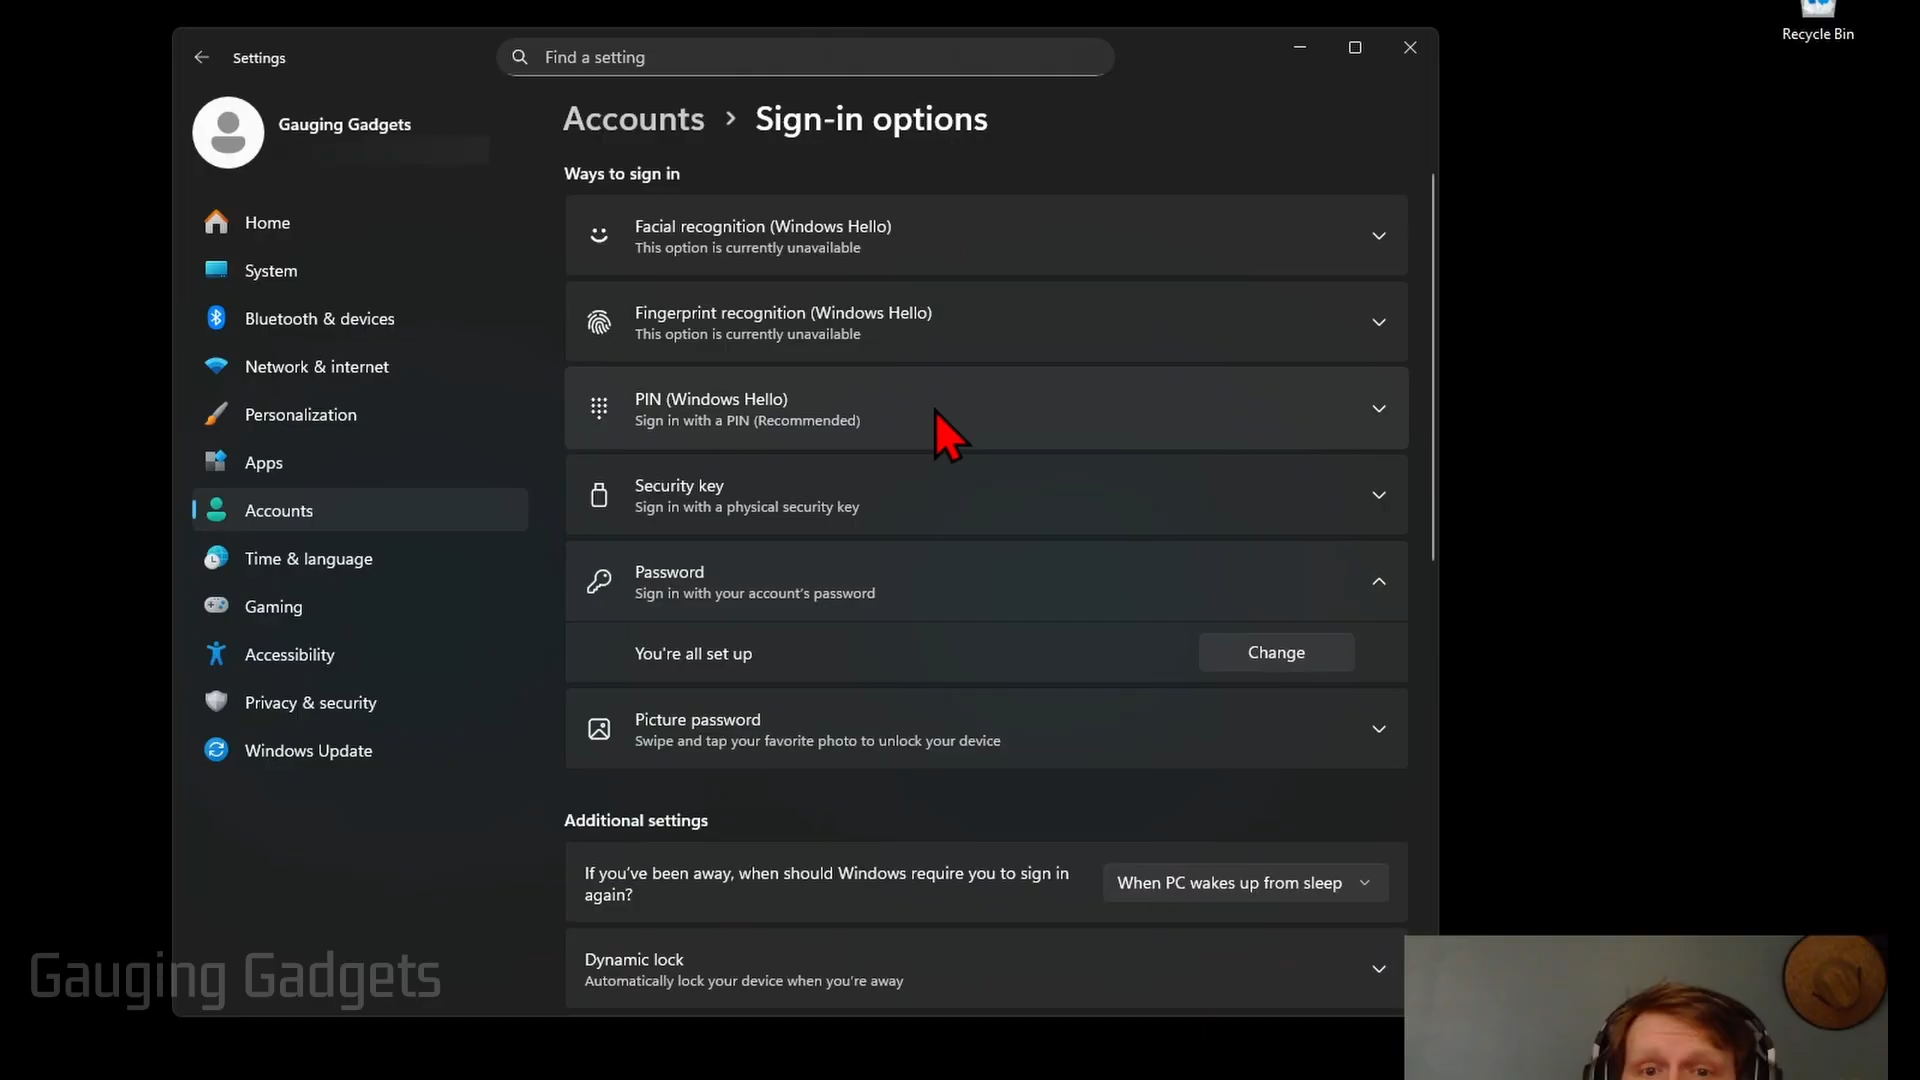 Recycle Bin
Settings
Find a setting
Gauging Gadgets
Home
System
Bluetooth & devices
Network & internet
Personalization
Apps
Accounts
Time & language
Gaming
Accessibility
Privacy & security
Windows Update
Accounts > Sign-in options
Ways to sign in
Facial recognition (Windows Hello)
This option is currently unavailable
Fingerprint recognition (Windows Hello)
This option is currently unavailable
PIN (Windows Hello)
Sign in with a PIN (Recommended)
Security key
Sign in with a physical security key
Password
Sign in with your account's password
You're all set up
Change
Picture password
Swipe and tap your favorite photo to unlock your device
Additional settings
If you've been away, when should Windows require you to sign in
again?
When PC wakes up from sleep
Dynamic lock
Automatically lock your device when you're away
Gauging Gadgets